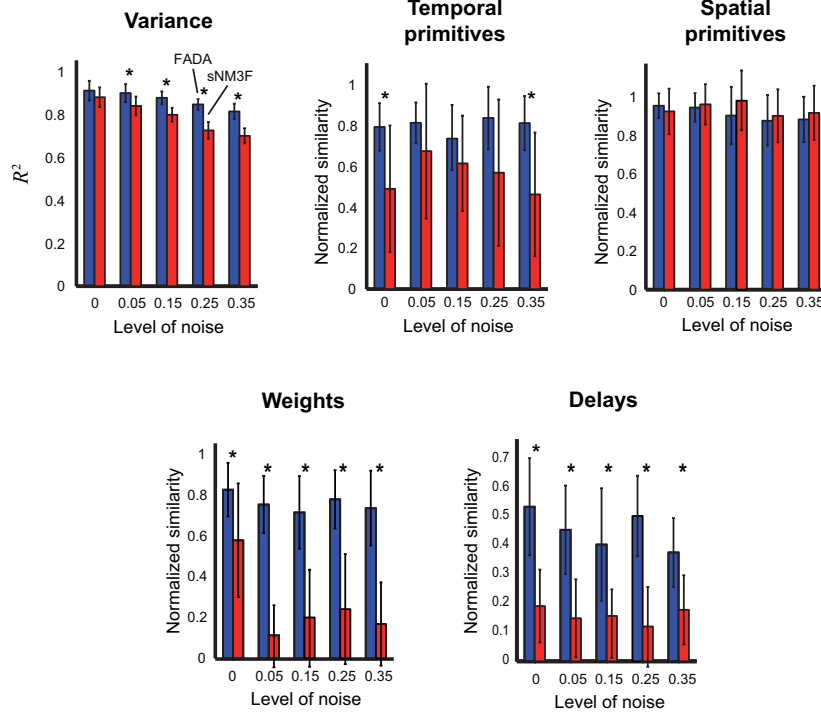 Variance
R²
1
0.8
0.6
0.4
0.2
0
* * * *
FADA
sNM3F
0 0.05 0.15 0.25 0.35
Level of noise
Temporal
primitives
Normalized similarity
1
0.8
0.6
0.4
0.2
0
* *
0 0.05 0.15 0.25 0.35
Level of noise
Spatial
primitives
Normalized similarity
1
0.8
0.6
0.4
0.2
0
0 0.05 0.15 0.25 0.35
Level of noise
Weights
Normalized similarity
1
0.8
0.6
0.4
0.2
0
* * * * *
0 0.05 0.15 0.25 0.35
Level of noise
Delays
Normalized similarity
0.7
0.6
0.5
0.4
0.3
0.2
0.1
0
* * * * *
0 0.05 0.15 0.25 0.35
Level of noise